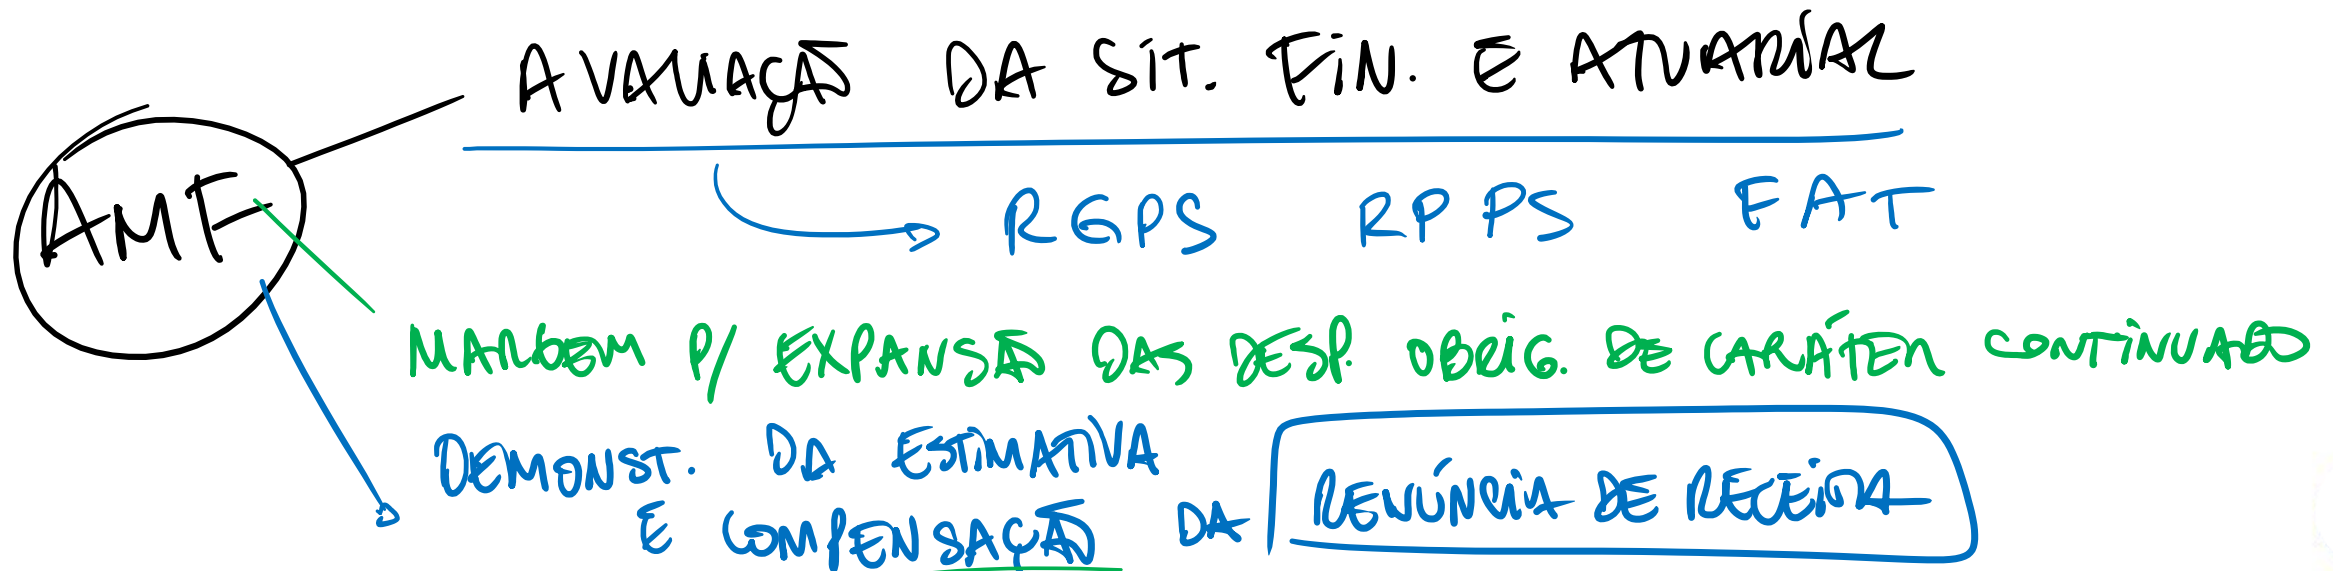 AVALIAÇÃO DA SIT. FIN. E ATUARIAL
AMF
RGPS RPPS FAT
MARGEM P/ EXPANSÃO DAS DESP. OBRIG. DE CARÁTER CONTINUADO
DEMONST. DA ESTIMATIVA
E COMPENSAÇÃO DA RENÚNCIA DE RECEITA